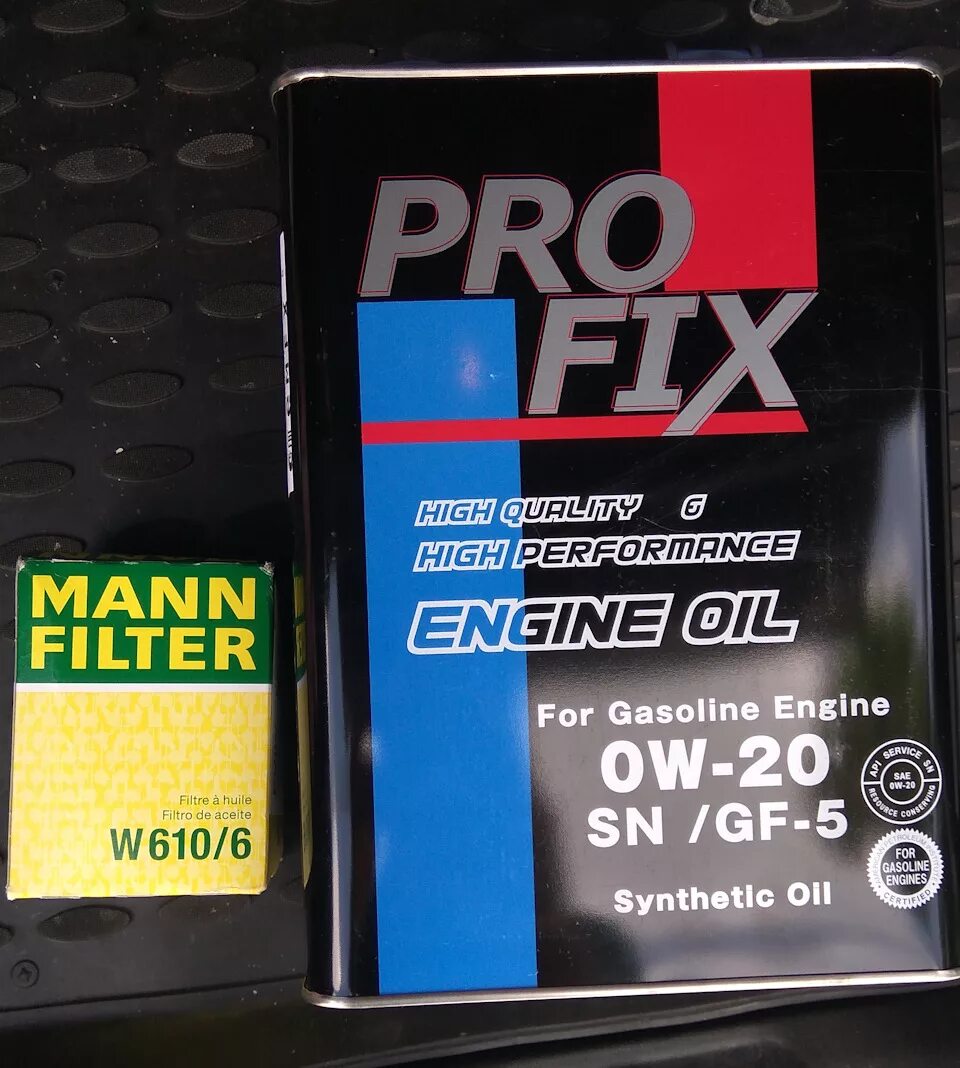 MANN
FILTER
Filtre à huile
Filtro de aceite
W 610/6
PRO
FIX
HIGH QUALITY &
HIGH PERFORMANCE
ENGINE OIL
For Gasoline Engine
0W-20
SN /GF-5
Synthetic Oil
API SERVICE SN
SAE
0W-20
RESOURCE CONSERVING
FOR
GASOLINE
ENGINES
CERTIFIED